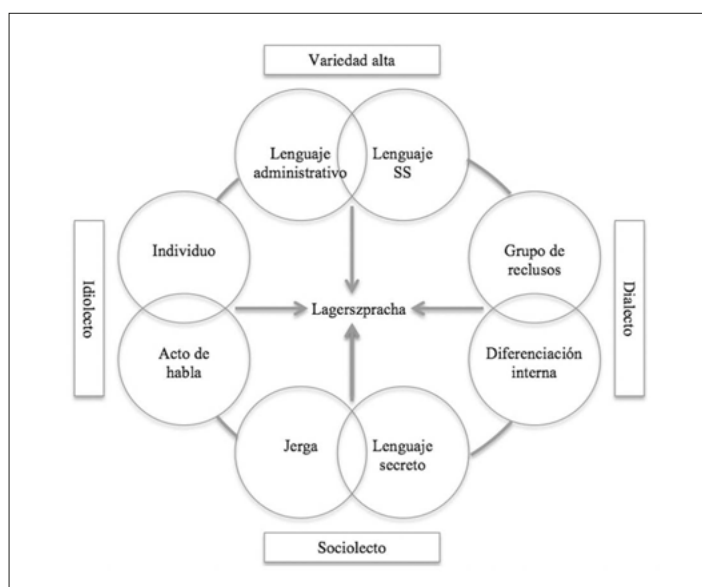 Variedad alta
Lenguaje
administrativo
Lenguaje
SS
Individuo
Grupo de
reclusos
Idiolecto
Lagerszpracha
Dialecto
Acto de
habla
Diferenciación
interna
Jerga
Lenguaje
secreto
Sociolecto